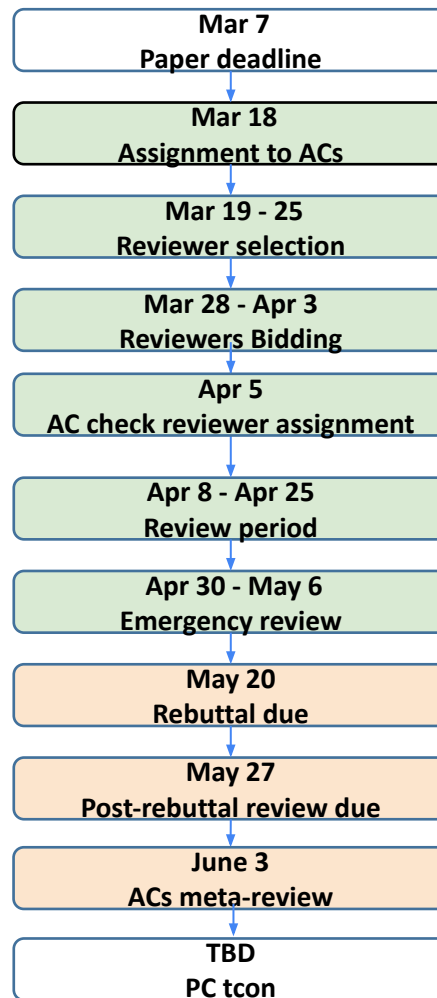 Mar 7
Paper deadline
Mar 18
Assignment to ACs
Mar 19 - 25
Reviewer selection
Mar 28 - Apr 3
Reviewers Bidding
Apr 5
AC check reviewer assignment
Apr 8 - Apr 25
Review period
Apr 30 - May 6
Emergency review
May 20
Rebuttal due
May 27
Post-rebuttal review due
June 3
ACs meta-review
TBD
PC tcon